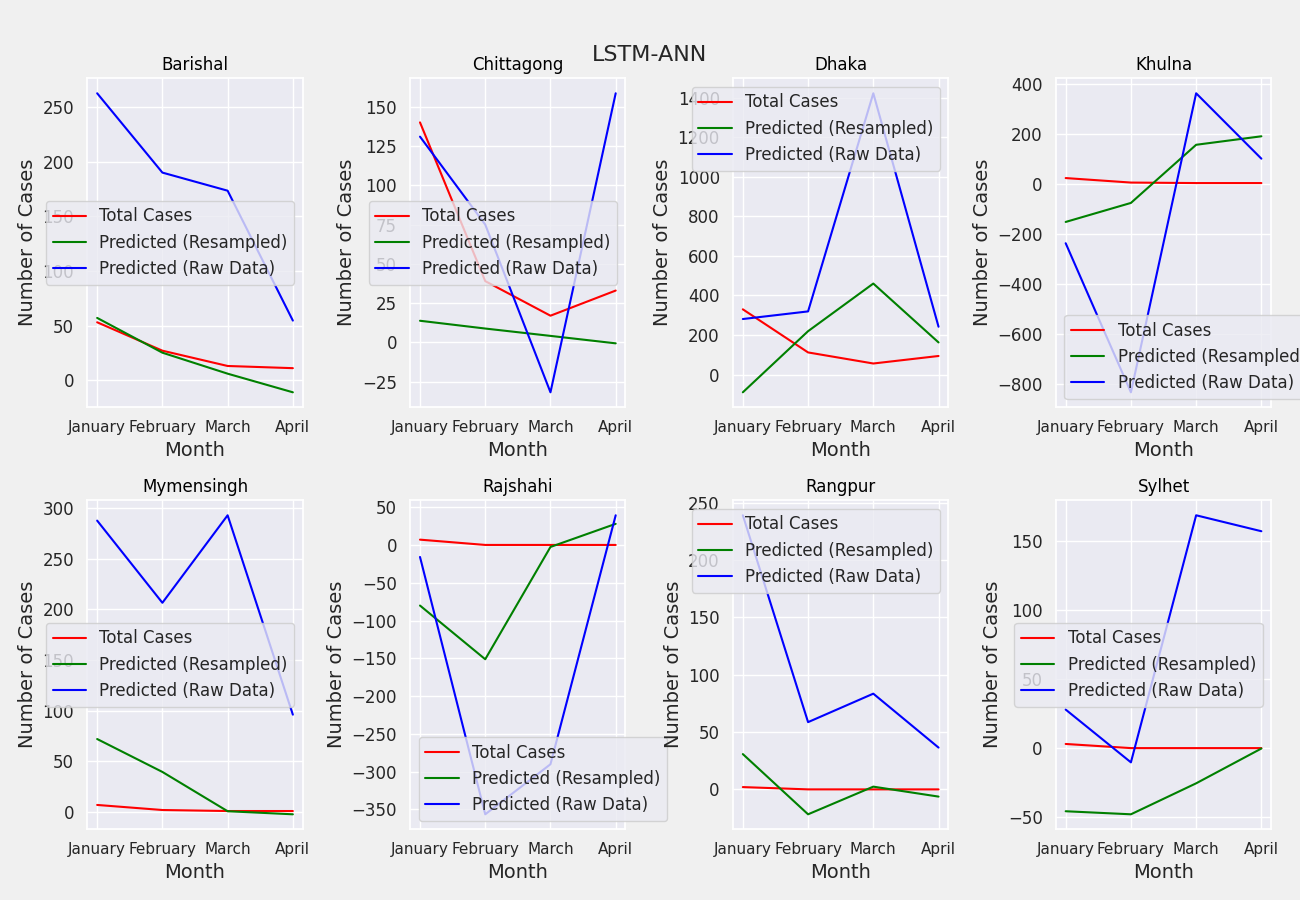 LSTM-ANN
Barishal
Number of Cases
250
200
150
100
50
0
Total Cases
Predicted (Resampled)
Predicted (Raw Data)
January February March April
Month
Chittagong
Number of Cases
150
125
100
75
50
25
0
−25
Total Cases
Predicted (Resampled)
Predicted (Raw Data)
January February March April
Month
Dhaka
Number of Cases
1400
1200
1000
800
600
400
200
0
Total Cases
Predicted (Resampled)
Predicted (Raw Data)
January February March April
Month
Khulna
Number of Cases
400
200
0
−200
−400
−600
−800
Total Cases
Predicted (Resampled
Predicted (Raw Data)
January February March April
Month
Mymensingh
Number of Cases
300
250
200
150
100
50
0
Total Cases
Predicted (Resampled)
Predicted (Raw Data)
January February March April
Month
Rajshahi
Number of Cases
50
0
−50
−100
−150
−200
−250
−300
−350
Total Cases
Predicted (Resampled)
Predicted (Raw Data)
January February March April
Month
Rangpur
Number of Cases
250
200
150
100
50
0
Total Cases
Predicted (Resampled)
Predicted (Raw Data)
January February March April
Month
Sylhet
Number of Cases
150
100
50
0
−50
Total Cases
Predicted (Resampled)
Predicted (Raw Data)
January February March April
Month